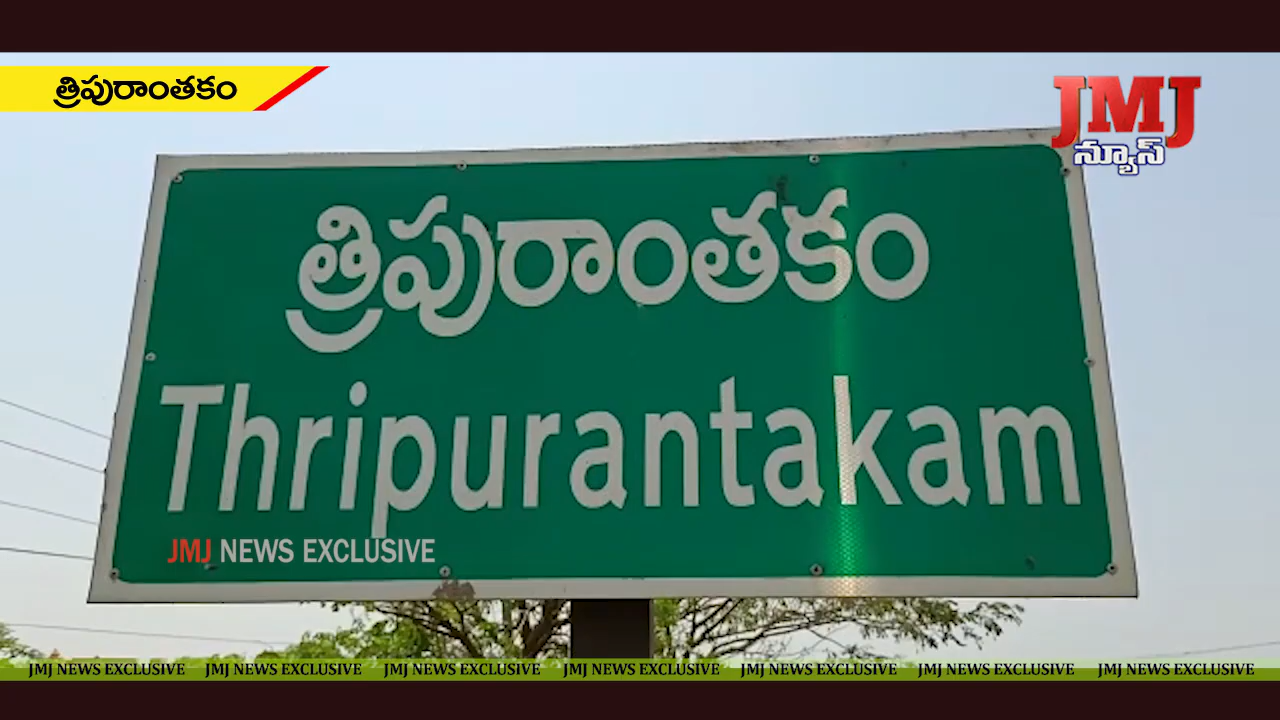 త్రిపురాంతకం
JMJ
న్యూస్
త్రిపురాంతకం
Thripurantakam
JMJ NEWS EXCLUSIVE
JMJ NEWS EXCLUSIVE JMJ NEWS EXCLUSIVE JMJ NEWS EXCLUSIVE JMJ NEWS EXCLUSIVE JMJ NEWS EXCLUSIVE JMJ NEWS EXCLUSIVE JMJ NEWS EXCLUSIVE